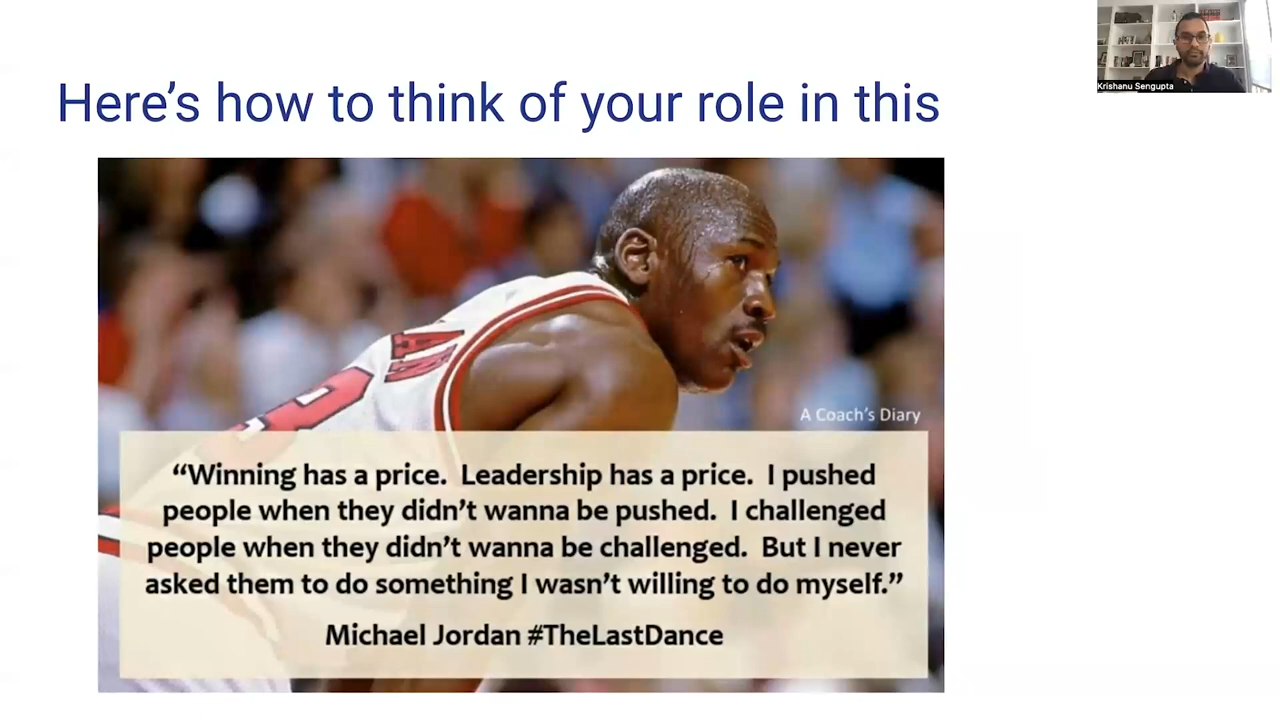 Krishanu Sengupta
Here's how to think of your role in this
AN
3
A Coach's Diary
“Winning has a price. Leadership has a price. I pushed
people when they didn't wanna be pushed. I challenged
people when they didn't wanna be challenged. But I never
asked them to do something I wasn't willing to do myself.”
Michael Jordan #TheLastDance